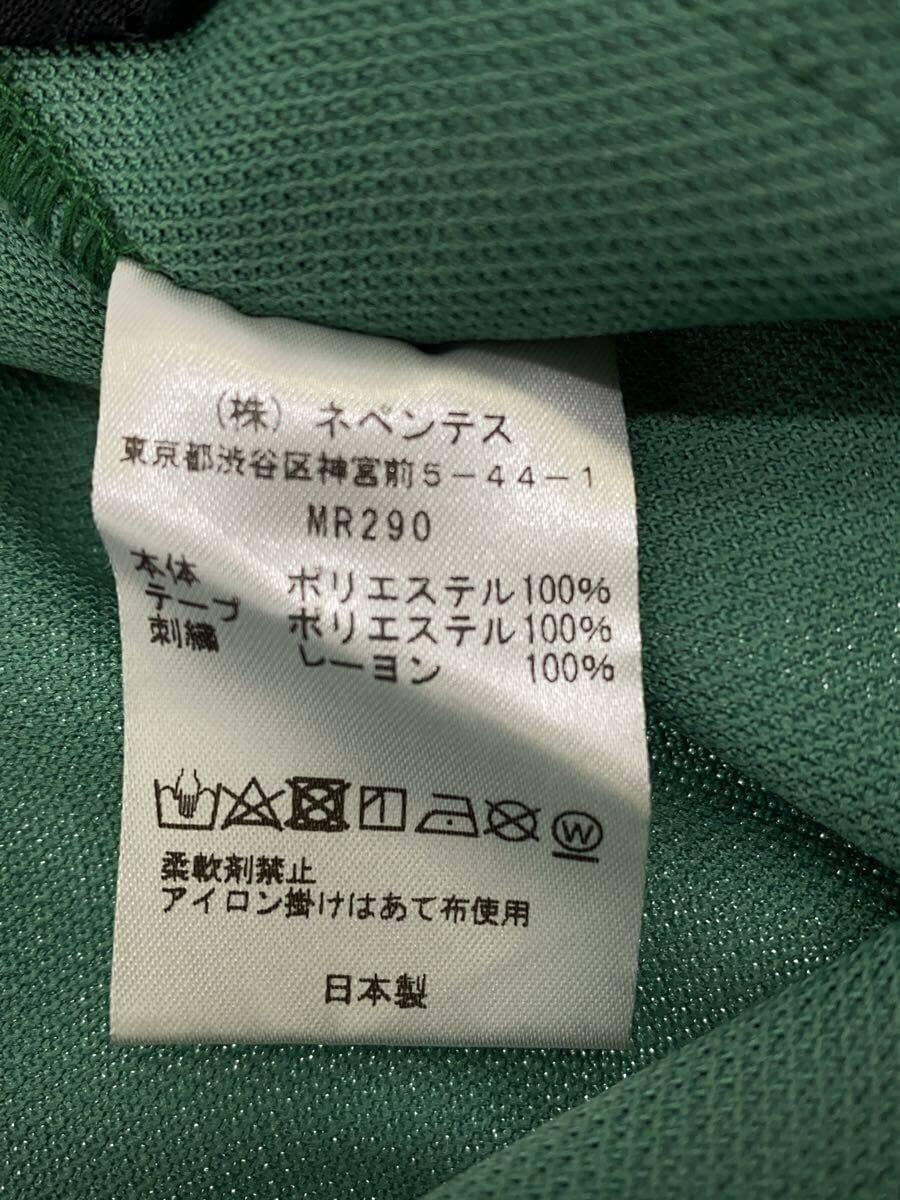 (株) ネペンテス
東京都渋谷区神宮前5-44-1
MR290
本体 ポリエステル100%
テープ ポリエステル100%
刺繍 レーヨン 100%
W
柔軟剤禁止
アイロン掛けはあて布使用
日本製